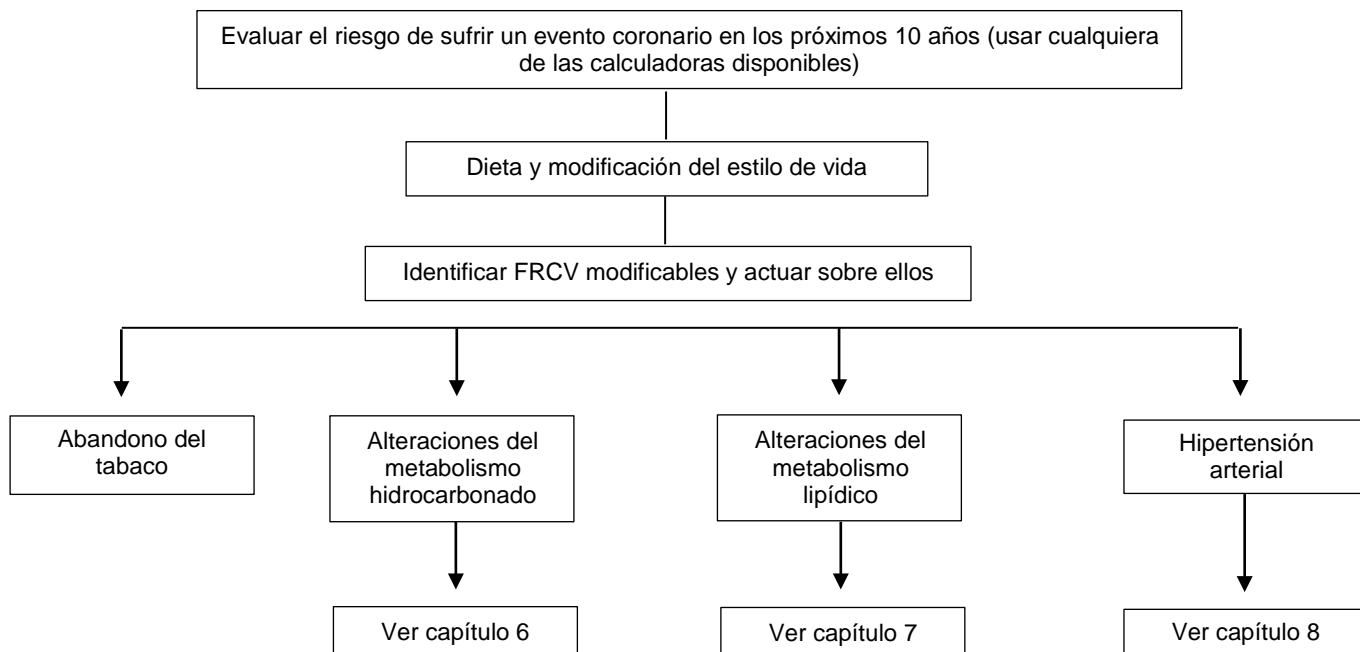 Evaluar el riesgo de sufrir un evento coronario en los próximos 10 años (usar cualquiera
de las calculadoras disponibles)
Dieta y modificación del estilo de vida
Identificar FRCV modificables y actuar sobre ellos
Abandono del
tabaco
Alteraciones del
metabolismo
hidrocarbonado
Alteraciones del
metabolismo
lipídico
Hipertensión
arterial
Ver capítulo 6
Ver capítulo 7
Ver capítulo 8